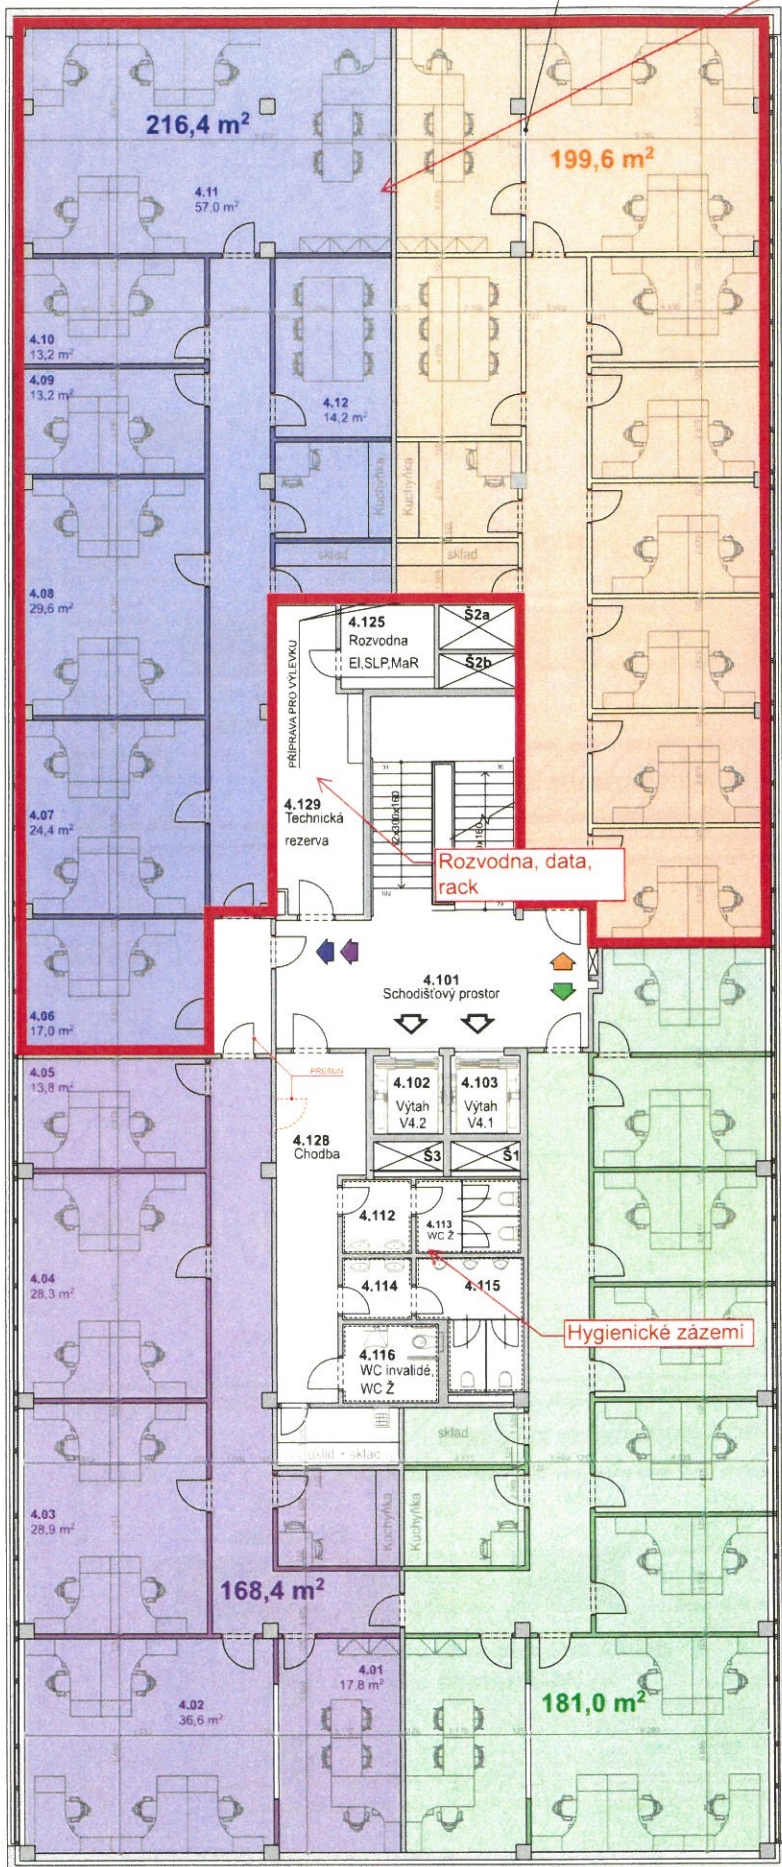 216,4 m²
199,6 m²
4.11
57,0 m²
4.10
13,2 m²
4.09
13,2 m²
4.12
14,2 m²
Kuchyňka
Kuchyňka
sklad
sklad
4.08
29,6 m²
4.125
Rozvodna
EI,SLP,MaR
Š2a
Š2b
PŘÍPRAVA PRO VÝLEVKU
4.07
24,4 m²
4.129
Technická
rezerva
Rozvodna, data,
rack
4.101
Schodišťový prostor
4.06
17,0 m²
4.05
13,8 m²
PŘESUN
4.102
Výtah
V4.2
4.103
Výtah
V4.1
4.128
Chodba
Š3
Š1
4.112
4.113
WC Ž
4.114
4.115
4.04
28,3 m²
Hygienické zázemí
4.116
WC invalidé,
WC Ž
sklad
úklid + sklad
4.03
28,9 m²
Kuchyňka
Kuchyňka
168,4 m²
4.01
17,8 m²
4.02
36,6 m²
181,0 m²